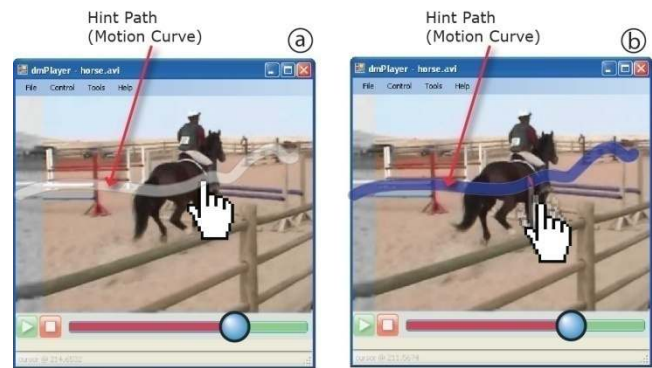 Hint Path
(Motion Curve)
a
dmPlayer - horse.avi
File Control Tools Help
Hint Path
(Motion Curve)
b
dmPlayer - horse.avi
File Control Tools Help